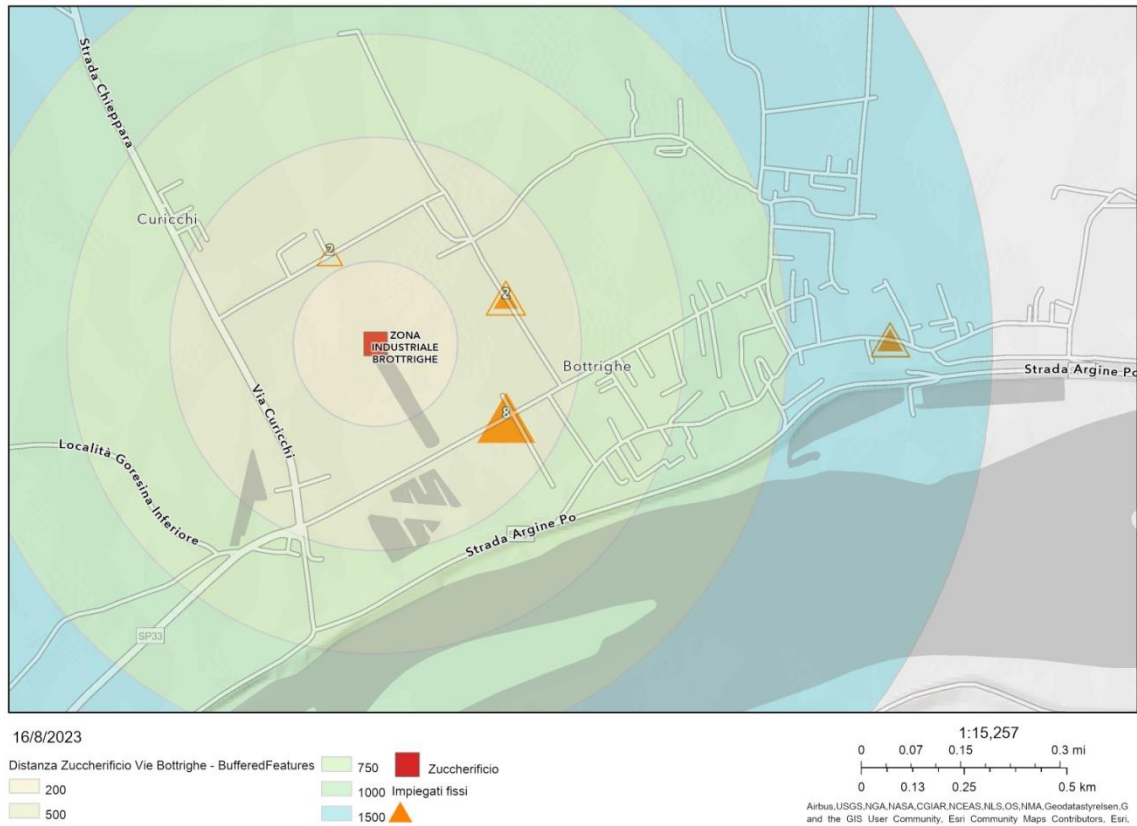 Strada Chieppara
Curicchi
2
2
ZONA
INDUSTRIALE
BROTTRIGHE
Bottrighe
8
Via Curicchi
Località Goresina Inferiore
Strada Argine Po
Strada Argine Po
SP33
16/8/2023
Distanza Zuccherificio Vie Bottrighe - BufferedFeatures
200
500
750
1000
1500
Zuccherificio
Impiegati fissi
1:15,257
0 0.07 0.15 0.3 mi
0 0.13 0.25 0.5 km
Airbus,USGS,NGA,NASA,CGIAR,NCEAS,NLS,OS,NMA,Geodatastyrelsen,G
and the GIS User Community, Esri Community Maps Contributors, Esri,